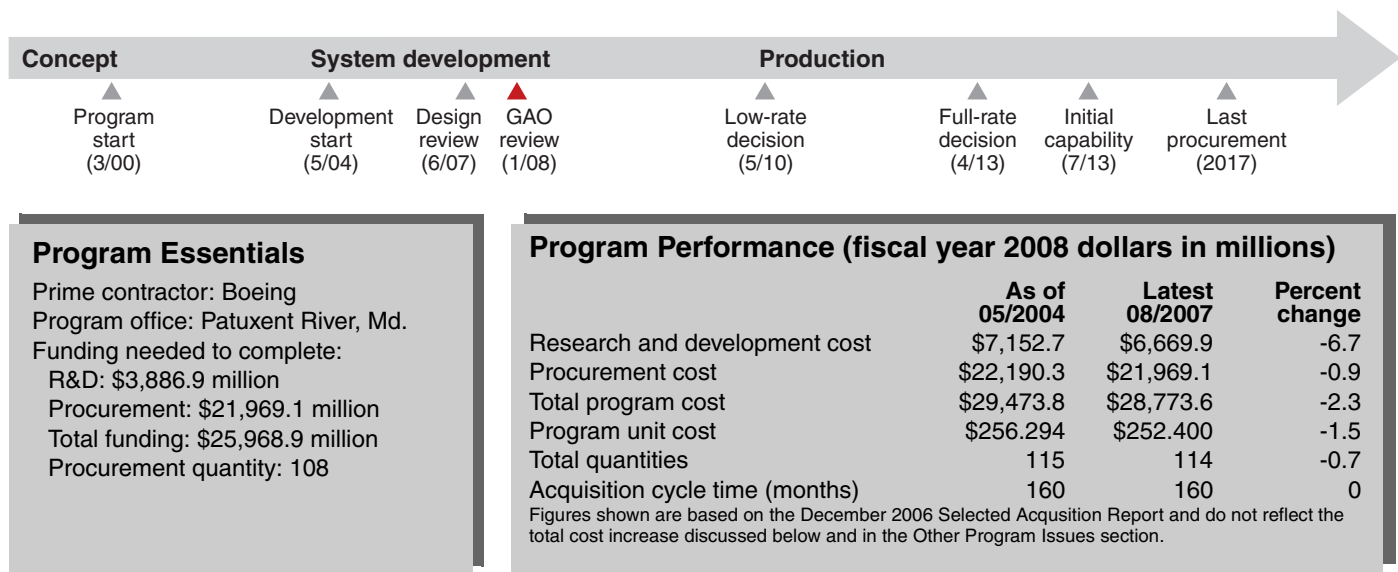 Concept System development Production
Program start (3/00)
Development start (5/04)
Design review (6/07)
GAO review (1/08)
Low-rate decision (5/10)
Full-rate decision (4/13)
Initial capability (7/13)
Last procurement (2017)
Program Essentials
Prime contractor: Boeing
Program office: Patuxent River, Md.
Funding needed to complete:
R&D: $3,886.9 million
Procurement: $21,969.1 million
Total funding: $25,968.9 million
Procurement quantity: 108
Program Performance (fiscal year 2008 dollars in millions)
As of 05/2004 Latest 08/2007 Percent change
Research and development cost $7,152.7 $6,669.9 -6.7
Procurement cost $22,190.3 $21,969.1 -0.9
Total program cost $29,473.8 $28,773.6 -2.3
Program unit cost $256.294 $252.400 -1.5
Total quantities 115 114 -0.7
Acquisition cycle time (months) 160 160 0
Figures shown are based on the December 2006 Selected Acqusition Report and do not reflect the
total cost increase discussed below and in the Other Program Issues section.